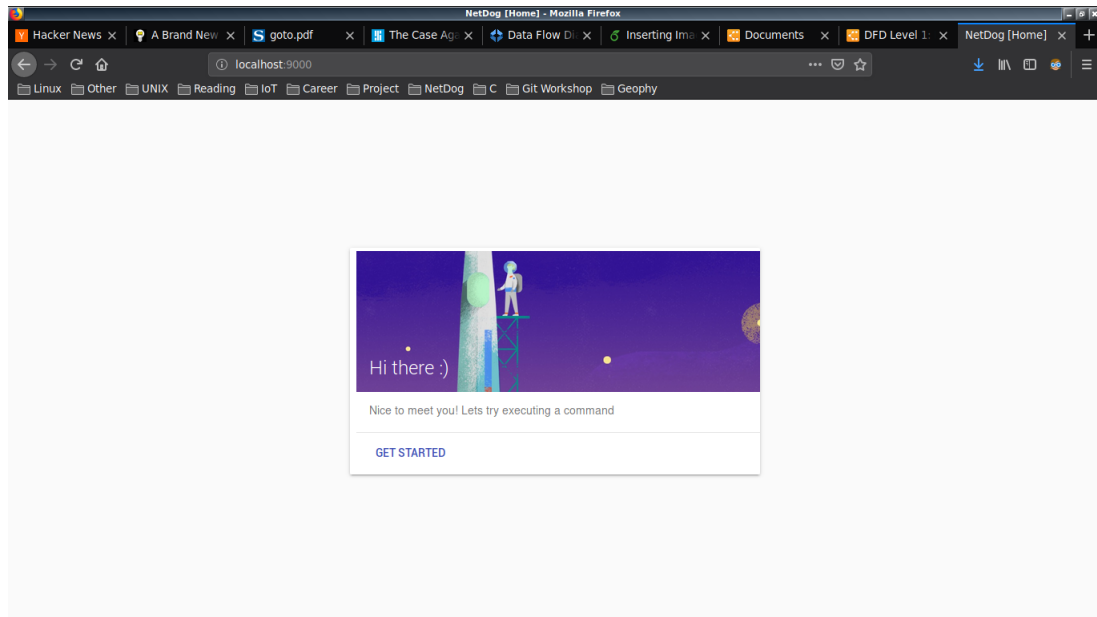 NetDog [Home] - Mozilla Firefox
Y Hacker News A Brand New S goto.pdf The Case Aga Data Flow Dia Inserting Ima Documents DFD Level 1: NetDog [Home]
localhost:9000
Linux Other UNIX Reading IoT Career Project NetDog C Git Workshop Geophy
Hi there :)
Nice to meet you! Lets try executing a command
GET STARTED